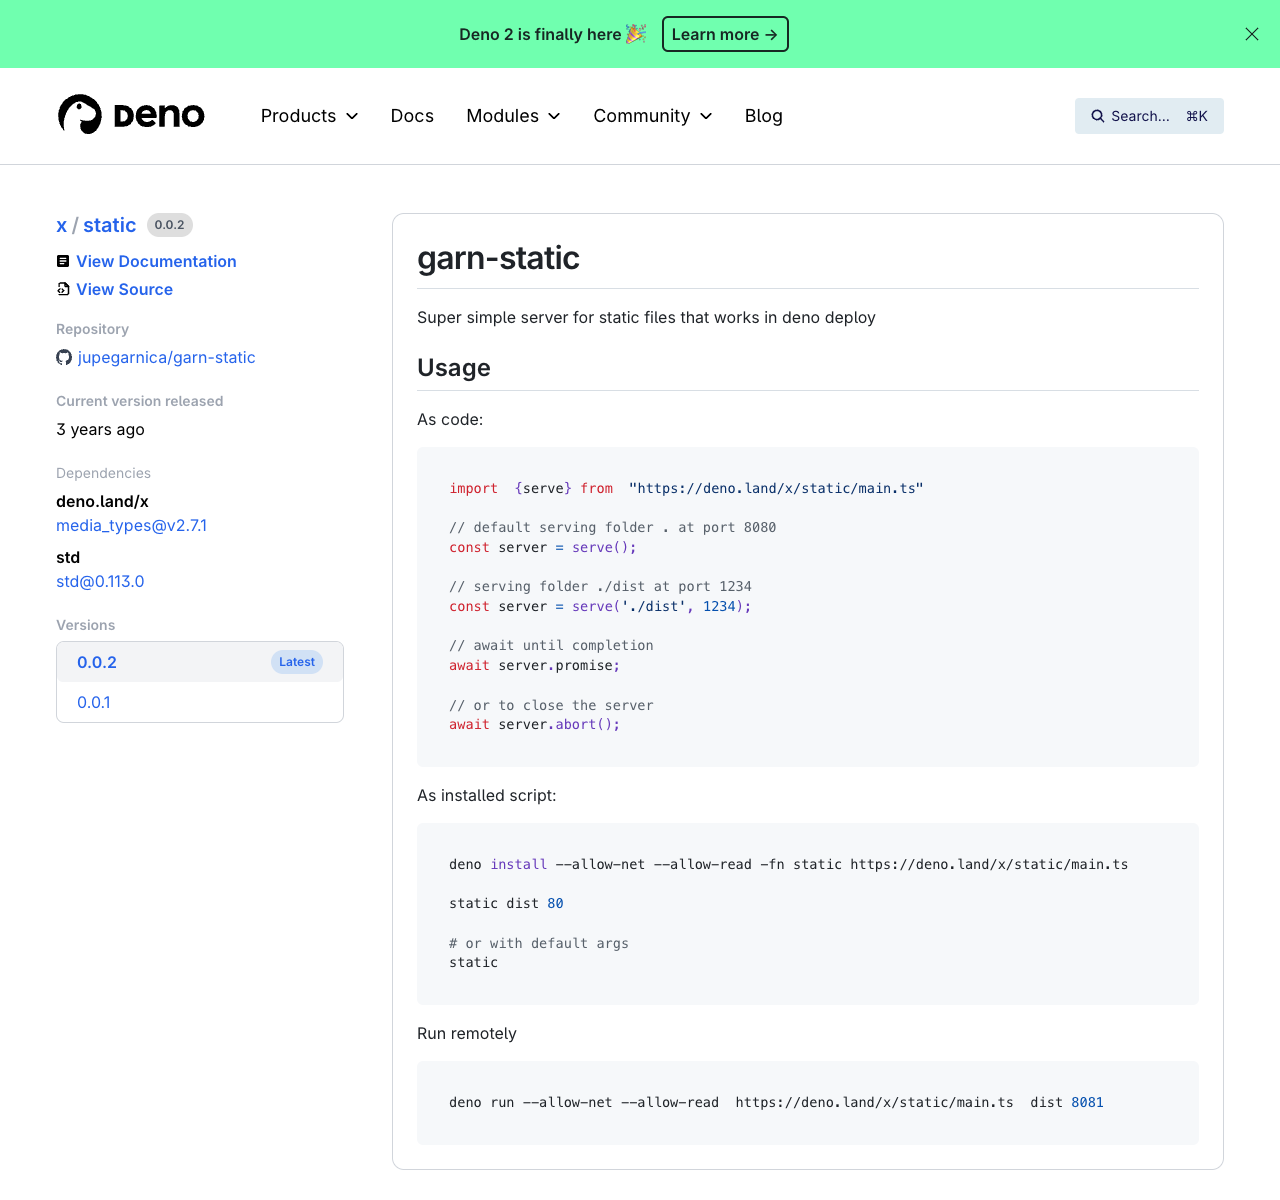 Deno 2 is finally here 🎉 Learn more →
Deno Products Docs Modules Community Blog Search... ⌘K
x / static 0.0.2
View Documentation
View Source
Repository
jupegarnica/garn-static
Current version released
3 years ago
Dependencies
deno.land/x
media_types@v2.7.1
std
std@0.113.0
Versions
0.0.2 Latest
0.0.1
garn-static
Super simple server for static files that works in deno deploy
Usage
As code:
import  {serve} from  "https://deno.land/x/static/main.ts"
// default serving folder . at port 8080
const server = serve();
// serving folder ./dist at port 1234
const server = serve('./dist', 1234);
// await until completion
await server.promise;
// or to close the server
await server.abort();
As installed script:
deno install --allow-net --allow-read -fn static https://deno.land/x/static/main.ts
static dist 80
# or with default args
static
Run remotely
deno run --allow-net --allow-read  https://deno.land/x/static/main.ts  dist 8081